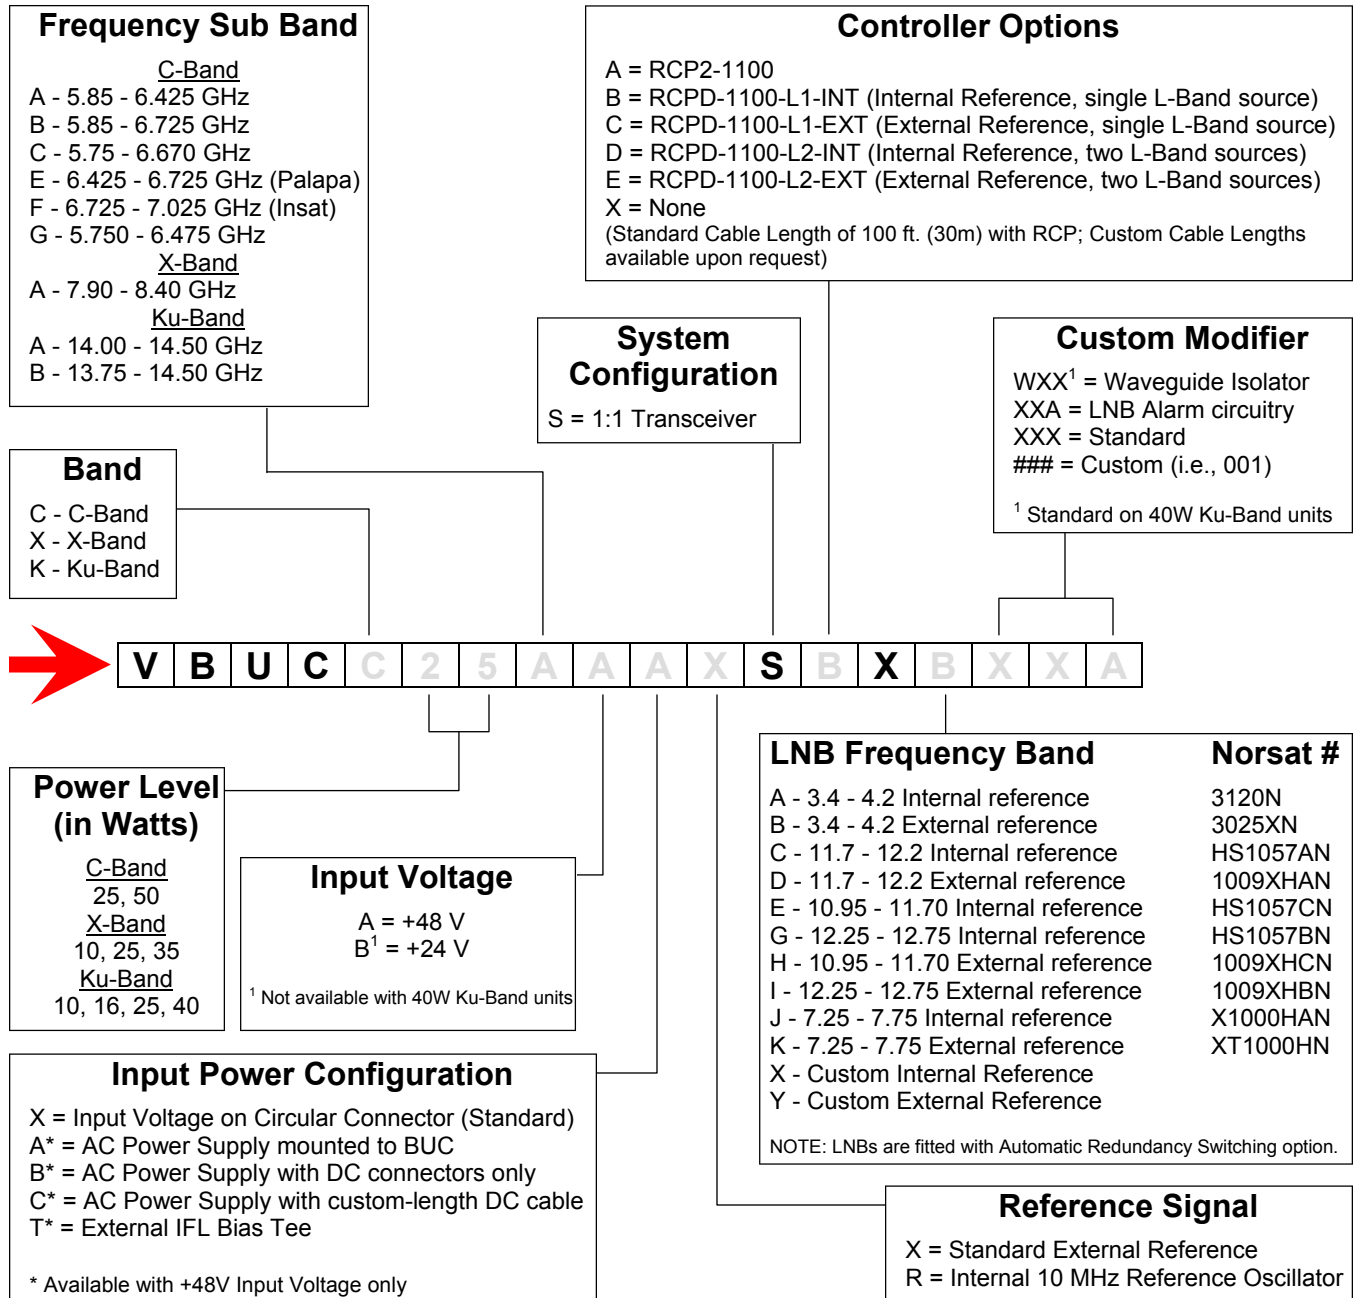 Frequency Sub Band
C-Band
A - 5.85 - 6.425 GHz
B - 5.85 - 6.725 GHz
C - 5.75 - 6.670 GHz
E - 6.425 - 6.725 GHz (Palapa)
F - 6.725 - 7.025 GHz (Insat)
G - 5.750 - 6.475 GHz
X-Band
A - 7.90 - 8.40 GHz
Ku-Band
A - 14.00 - 14.50 GHz
B - 13.75 - 14.50 GHz
Controller Options
A = RCP2-1100
B = RCPD-1100-L1-INT (Internal Reference, single L-Band source)
C = RCPD-1100-L1-EXT (External Reference, single L-Band source)
D = RCPD-1100-L2-INT (Internal Reference, two L-Band sources)
E = RCPD-1100-L2-EXT (External Reference, two L-Band sources)
X = None
(Standard Cable Length of 100 ft. (30m) with RCP; Custom Cable Lengths
available upon request)
System
Configuration
S = 1:1 Transceiver
Custom Modifier
WXX¹ = Waveguide Isolator
XXA = LNB Alarm circuitry
XXX = Standard
### = Custom (i.e., 001)
¹ Standard on 40W Ku-Band units
Band
C - C-Band
X - X-Band
K - Ku-Band
V B U C C 2 5 A A A X S B X B X X A
Power Level
(in Watts)
C-Band
25, 50
X-Band
10, 25, 35
Ku-Band
10, 16, 25, 40
Input Voltage
A = +48 V
B¹ = +24 V
¹ Not available with 40W Ku-Band units
LNB Frequency Band Norsat #
A - 3.4 - 4.2 Internal reference 3120N
B - 3.4 - 4.2 External reference 3025XN
C - 11.7 - 12.2 Internal reference HS1057AN
D - 11.7 - 12.2 External reference 1009XHAN
E - 10.95 - 11.70 Internal reference HS1057CN
G - 12.25 - 12.75 Internal reference HS1057BN
H - 10.95 - 11.70 External reference 1009XHCN
I - 12.25 - 12.75 External reference 1009XHBN
J - 7.25 - 7.75 Internal reference X1000HAN
K - 7.25 - 7.75 External reference XT1000HN
X - Custom Internal Reference
Y - Custom External Reference
NOTE: LNBs are fitted with Automatic Redundancy Switching option.
Input Power Configuration
X = Input Voltage on Circular Connector (Standard)
A* = AC Power Supply mounted to BUC
B* = AC Power Supply with DC connectors only
C* = AC Power Supply with custom-length DC cable
T* = External IFL Bias Tee
* Available with +48V Input Voltage only
Reference Signal
X = Standard External Reference
R = Internal 10 MHz Reference Oscillator